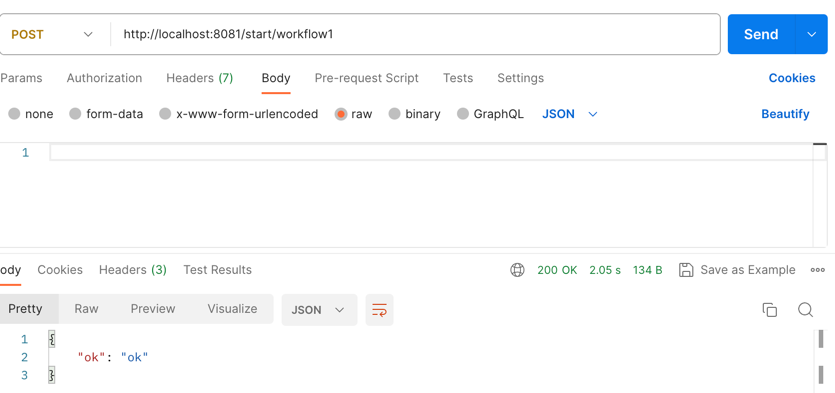 POST http://localhost:8081/start/workflow1 Send
Params Authorization Headers (7) Body Pre-request Script Tests Settings Cookies
none form-data x-www-form-urlencoded raw binary GraphQL JSON Beautify
1
ody Cookies Headers (3) Test Results 200 OK 2.05 s 134 B Save as Example
Pretty Raw Preview Visualize JSON
1 {
2 "ok": "ok"
3 }